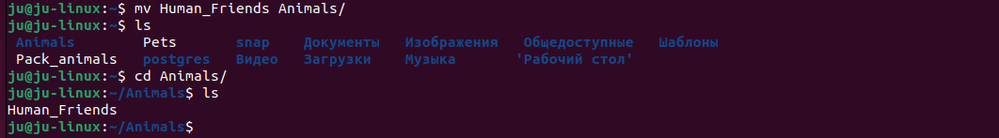 ju@ju-linux:~$ mv Human_Friends Animals/
ju@ju-linux:~$ ls
Animals Pets snap Документы Изображения Общедоступные Шаблоны
Pack_animals postgres Видео Загрузки Музыка 'Рабочий стол'
ju@ju-linux:~$ cd Animals/
ju@ju-linux:~/Animals$ ls
Human_Friends
ju@ju-linux:~/Animals$